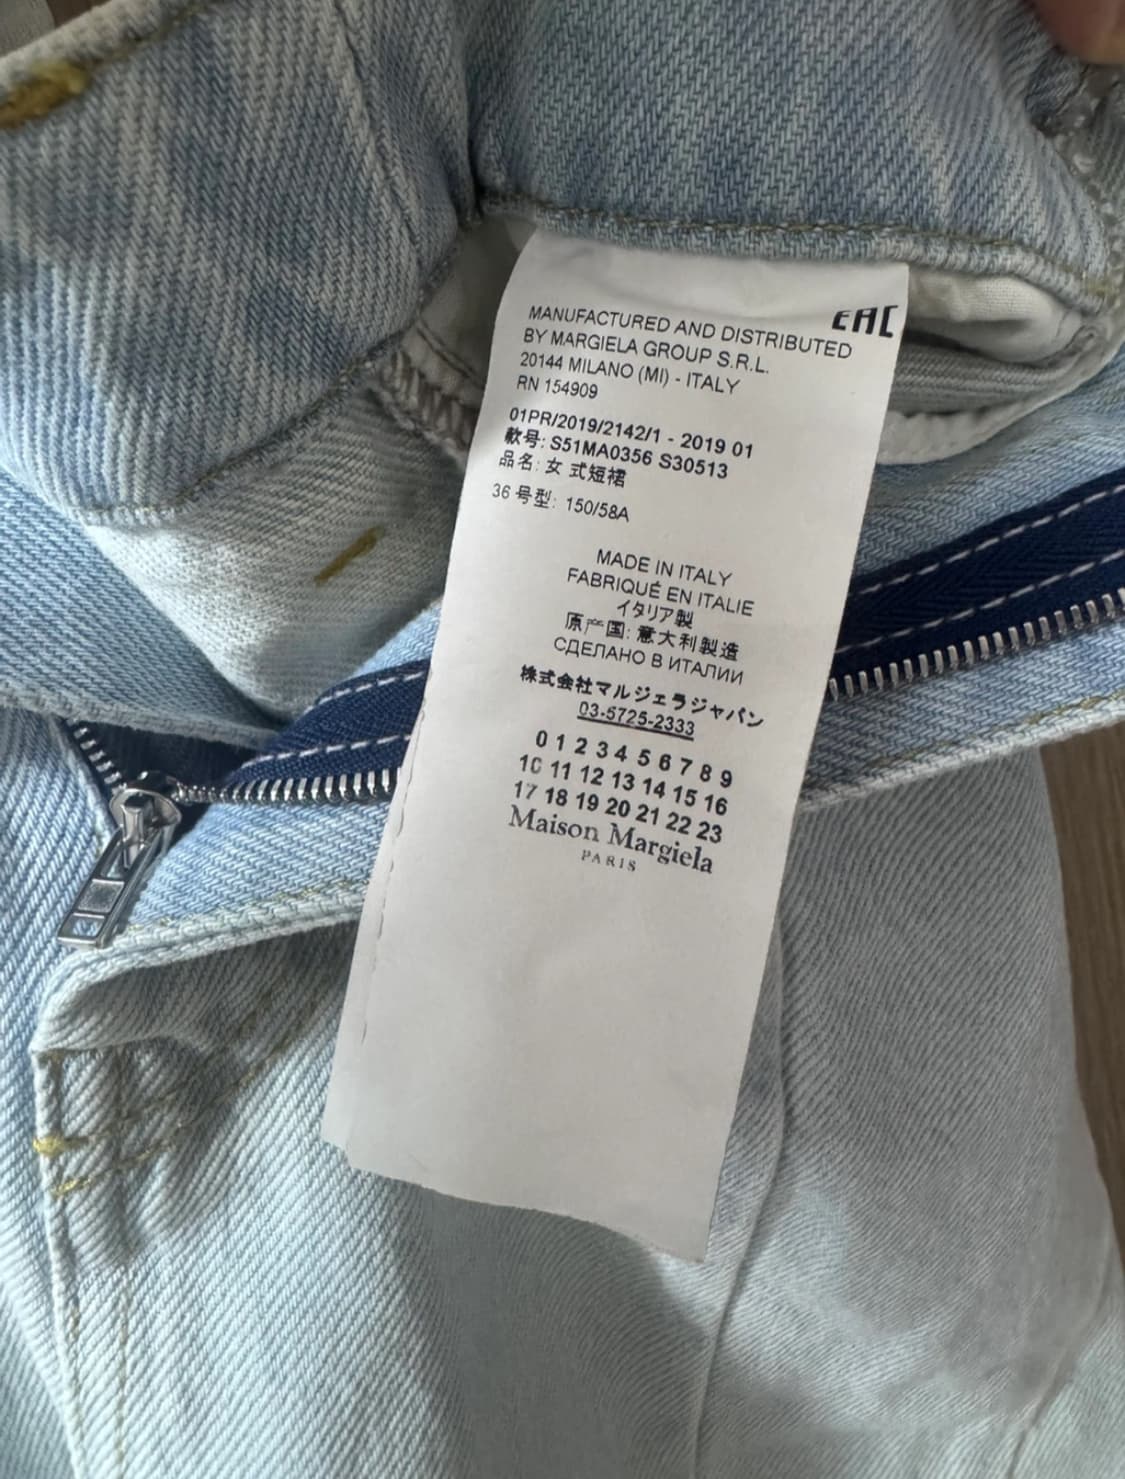 EAC
MANUFACTURED AND DISTRIBUTED
BY MARGIELA GROUP S.R.L.
20144 MILANO (MI) - ITALY
RN 154909
01PR/2019/2142/1 - 2019 01
款号: S51MA0356 S30513
品名: 女 式短裙
36 号型: 150/58A
MADE IN ITALY
FABRIQUÉ EN ITALIE
イタリア製
原产国: 意大利製造
СДЕЛАНО В ИТАЛИИ
株式会社マルジェラジャパン
03-5725-2333
0 1 2 3 4 5 6 7 8 9
10 11 12 13 14 15 16
17 18 19 20 21 22 23
Maison Margiela
PARIS